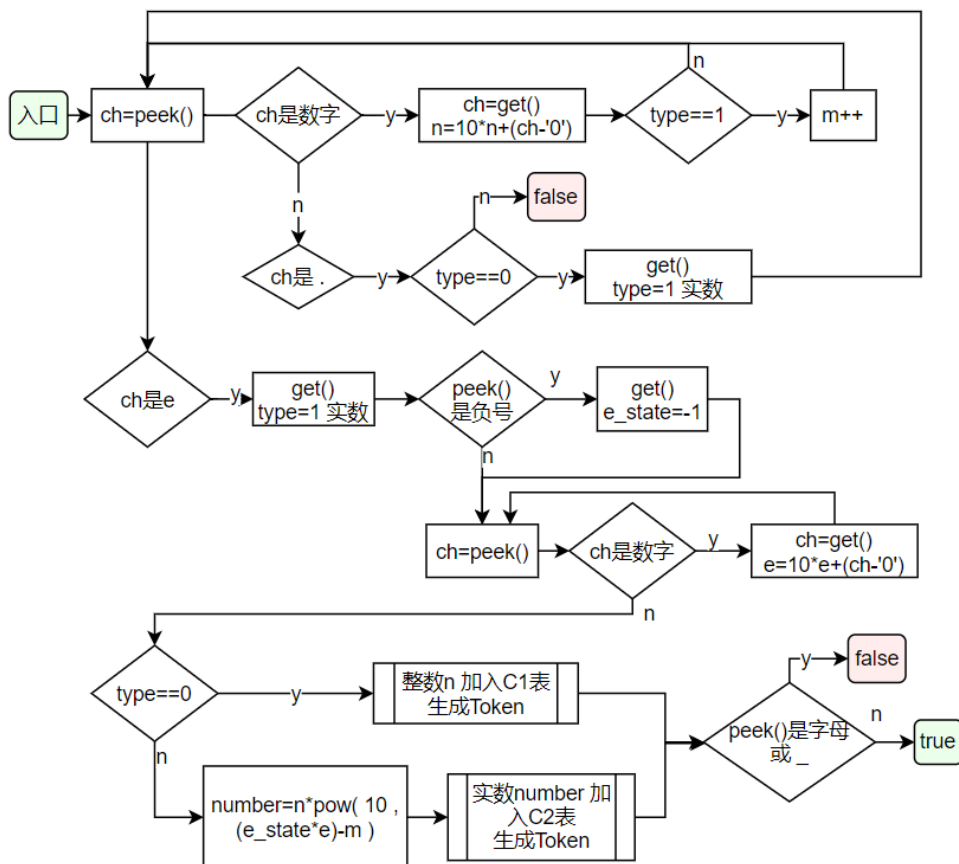 入口
ch=peek()
ch是数字
y
ch=get()
n=10*n+(ch-'0')
type==1
n
y
m++
n
ch是 .
y
type==0
n
false
y
get()
type=1 实数
ch是e
y
get()
type=1 实数
peek()
是负号
y
get()
e_state=-1
n
ch=peek()
ch是数字
y
ch=get()
e=10*e+(ch-'0')
n
type==0
y
整数n 加入C1表
生成Token
n
number=n*pow( 10 ,
(e_state*e)-m )
实数number 加
入C2表
生成Token
peek()是字母
或 _
y
false
n
true